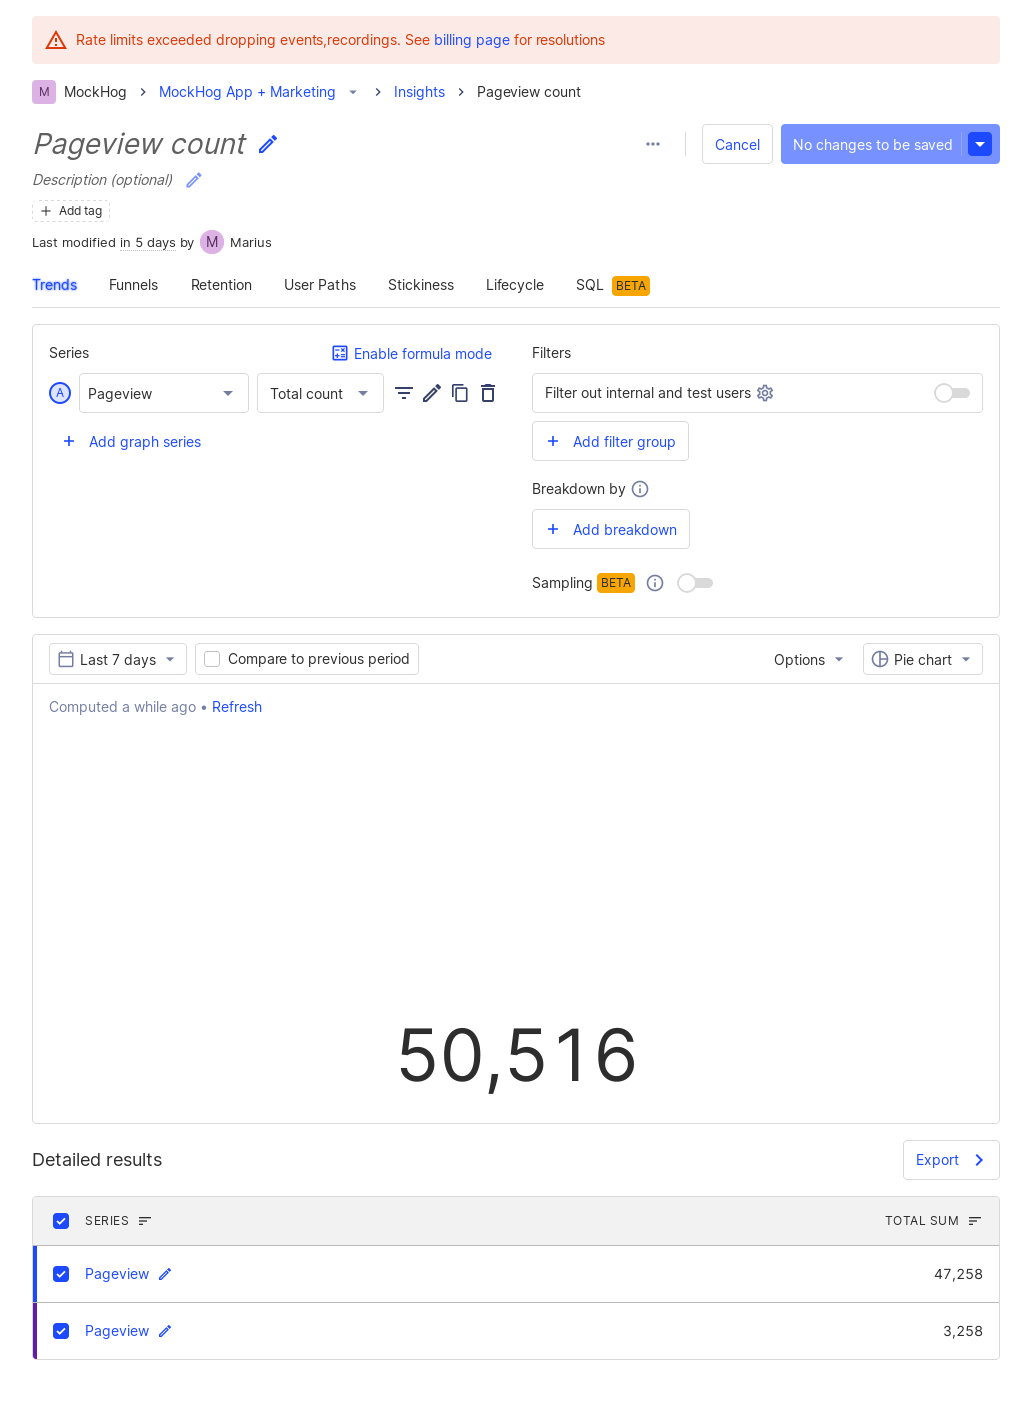 Rate limits exceeded dropping events,recordings. See billing page for resolutions
M MockHog MockHog App + Marketing Insights Pageview count
Pageview count
Cancel No changes to be saved
Description (optional)
Add tag
Last modified in 5 days by M Marius
Trends Funnels Retention User Paths Stickiness Lifecycle SQL BETA
Series Enable formula mode
A Pageview Total count
Add graph series
Filters
Filter out internal and test users
Add filter group
Breakdown by
Add breakdown
Sampling BETA
Last 7 days Compare to previous period Options Pie chart
Computed a while ago • Refresh
50,516
Detailed results Export
SERIES TOTAL SUM
Pageview 47,258
Pageview 3,258